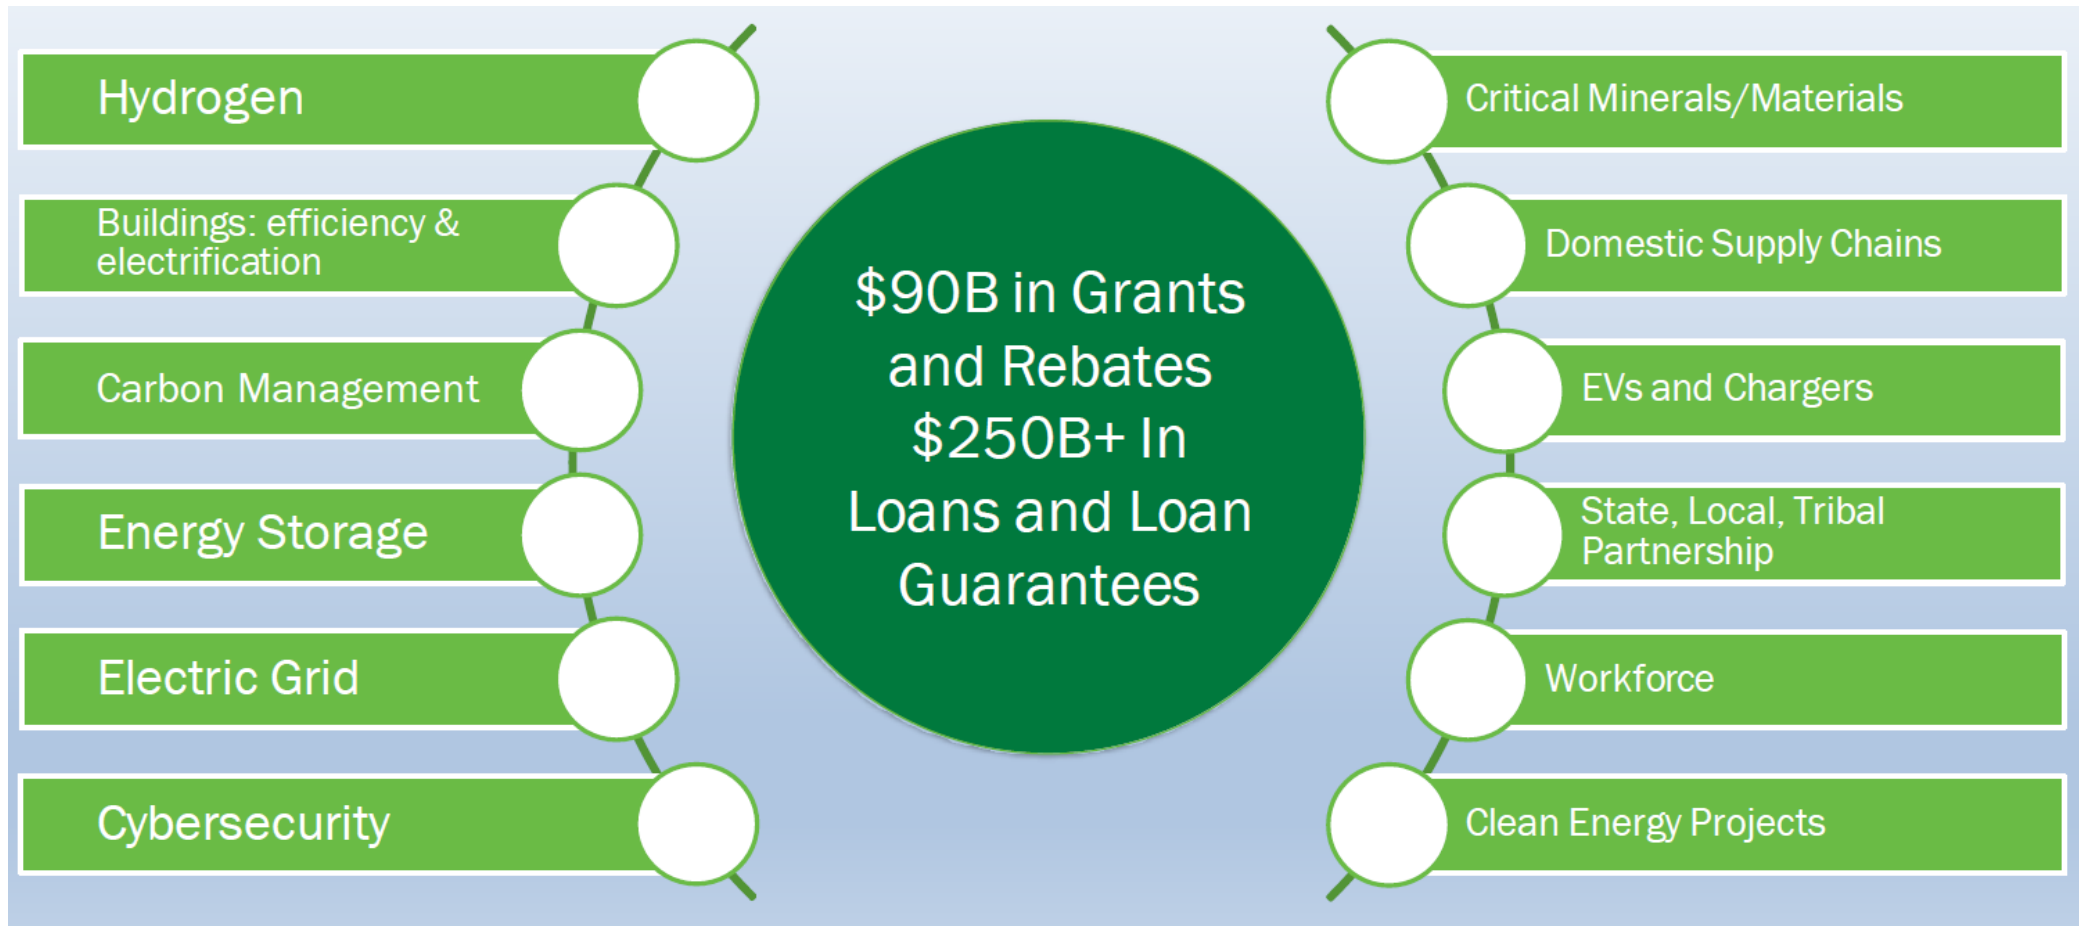 Hydrogen
Buildings: efficiency &
electrification
Carbon Management
Energy Storage
Electric Grid
Cybersecurity
$90B in Grants
and Rebates
$250B+ In
Loans and Loan
Guarantees
Critical Minerals/Materials
Domestic Supply Chains
EVs and Chargers
State, Local, Tribal
Partnership
Workforce
Clean Energy Projects